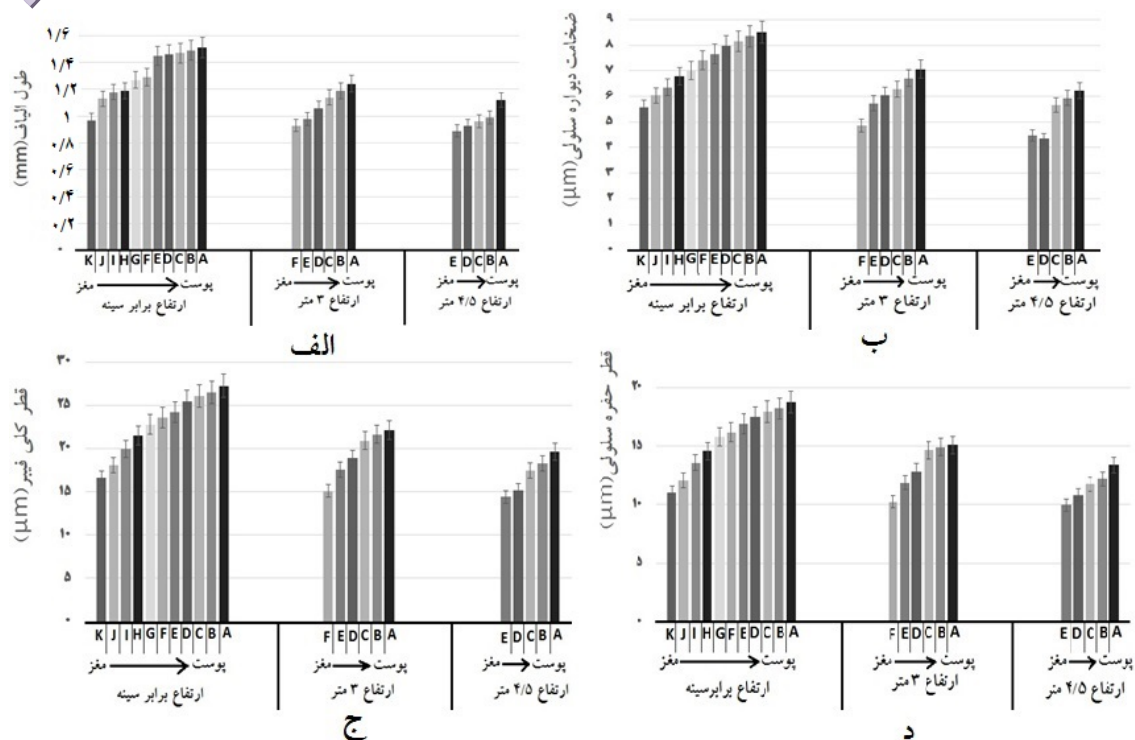 طول الیاف(mm)
۱/۶
۱/۴
۱/۲
۱
۰/۸
۰/۶
۰/۴
۰/۲
۰
K J I H G F E D C B A
F E D C B A
E D C B A
مغز پوست
مغز پوست
مغز پوست
ارتفاع برابر سینه
ارتفاع ۳ متر
ارتفاع ۴/۵ متر
الف
ضخامت دیواره سلولی(µm)
۹
۸
۷
۶
۵
۴
۳
۲
۱
۰
K J I H G F E D C B A
F E D C B A
E D C B A
مغز پوست
مغز پوست
مغز پوست
ارتفاع برابر سینه
ارتفاع ۳ متر
ارتفاع ۴/۵ متر
ب
قطر کلی فیبر(µm)
۳۰
۲۵
۲۰
۱۵
۱۰
۵
۰
K J I H G F E D C B A
F E D C B A
E D C B A
مغز پوست
مغز پوست
مغز پوست
ارتفاع برابر سینه
ارتفاع ۳ متر
ارتفاع ۴/۵ متر
ج
قطر حفره سلولی(µm)
۲۰
۱۵
۱۰
۵
۰
K J I H G F E D C B A
F E D C B A
E D C B A
مغز پوست
مغز پوست
مغز پوست
ارتفاع برابرسینه
ارتفاع ۳ متر
ارتفاع ۴/۵ متر
د